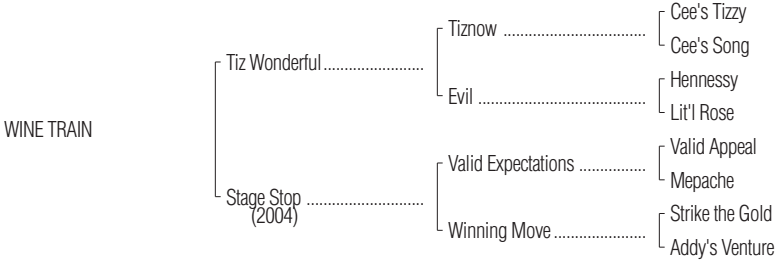 Cee's Tizzy
Tiznow ..................................
Cee's Song
Tiz Wonderful........................
Hennessy
Evil ........................................
Lit'l Rose
WINE TRAIN
Valid Appeal
Valid Expectations ................
Mepache
Stage Stop ............................
(2004)
Strike the Gold
Winning Move......................
Addy's Venture